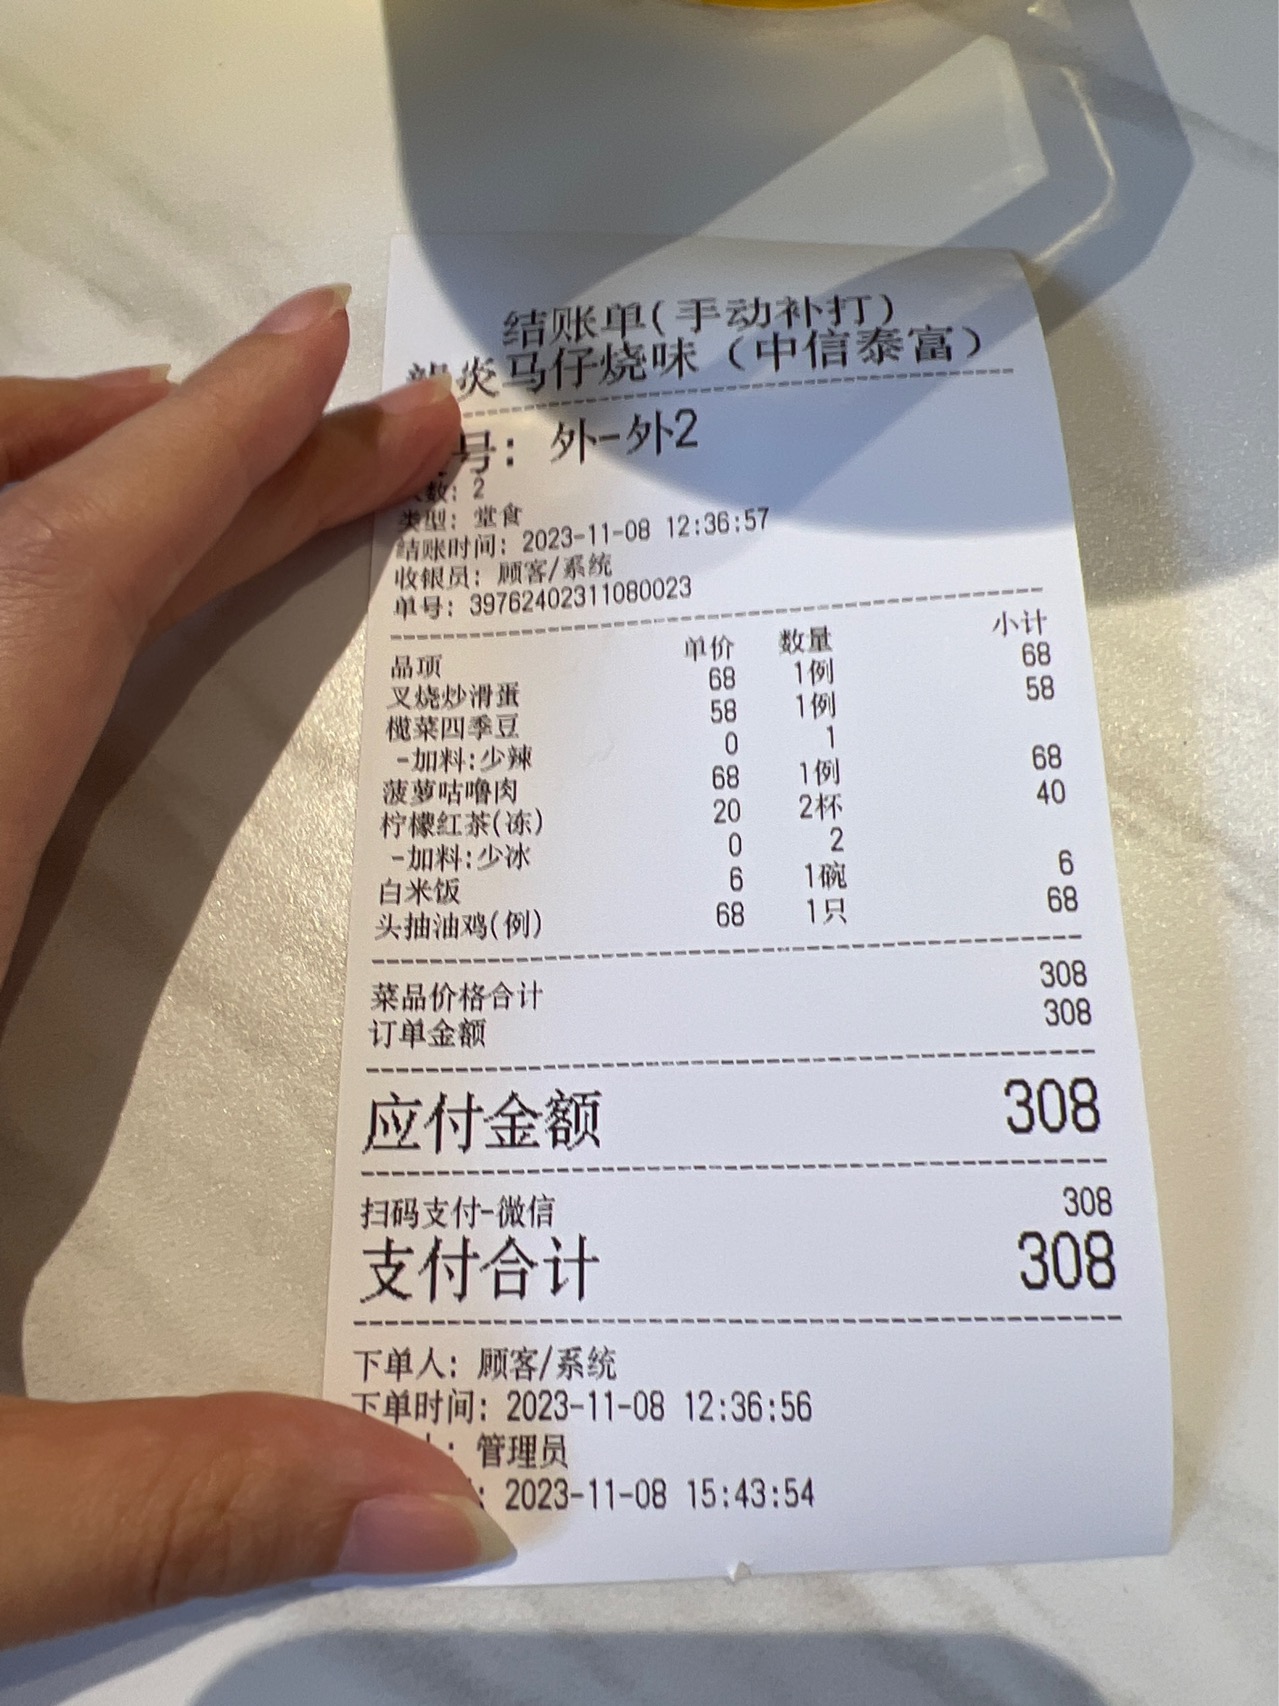 结账单(手动补打)
炎马仔烧味（中信泰富）
号: 外-外2
数: 2
类型: 堂食
结账时间: 2023-11-08 12:36:57
收银员: 顾客/系统
单号: 39762402311080023
品项 单价 数量 小计
叉烧炒滑蛋 68 1例 68
榄菜四季豆 58 1例 58
-加料:少辣 0 1
菠萝咕噜肉 68 1例 68
柠檬红茶(冻) 20 2杯 40
-加料:少冰 0 2
白米饭 6 1碗 6
头抽油鸡(例) 68 1只 68
菜品价格合计 308
订单金额 308
应付金额 308
扫码支付-微信 308
支付合计 308
下单人: 顾客/系统
下单时间: 2023-11-08 12:36:56
: 管理员
: 2023-11-08 15:43:54